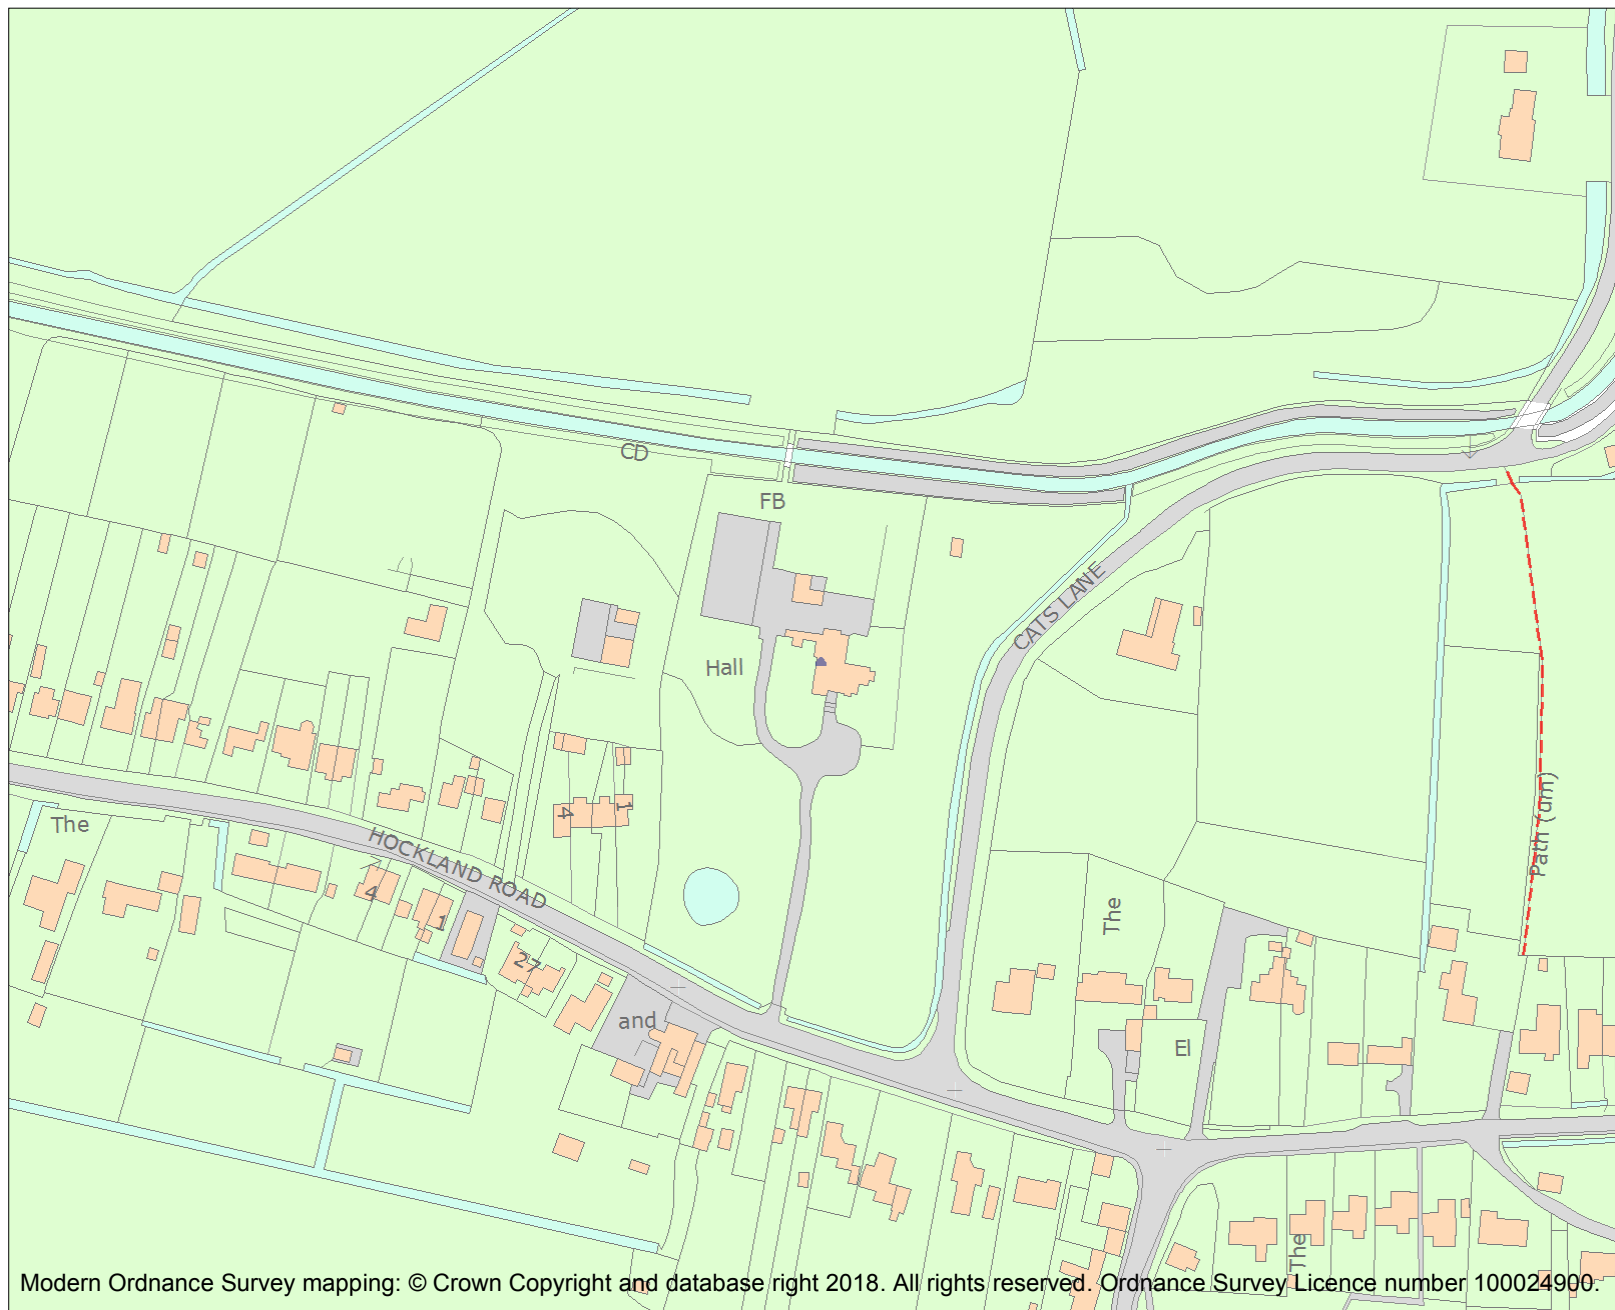 CD
FB
CATS LANE
Hall
Path (um)
1
4
The
HOCKLAND ROAD
4
1
The
27
and
El
The
Modern Ordnance Survey mapping: © Crown Copyright and database right 2018. All rights reserved. Ordnance Survey Licence number 100024900.